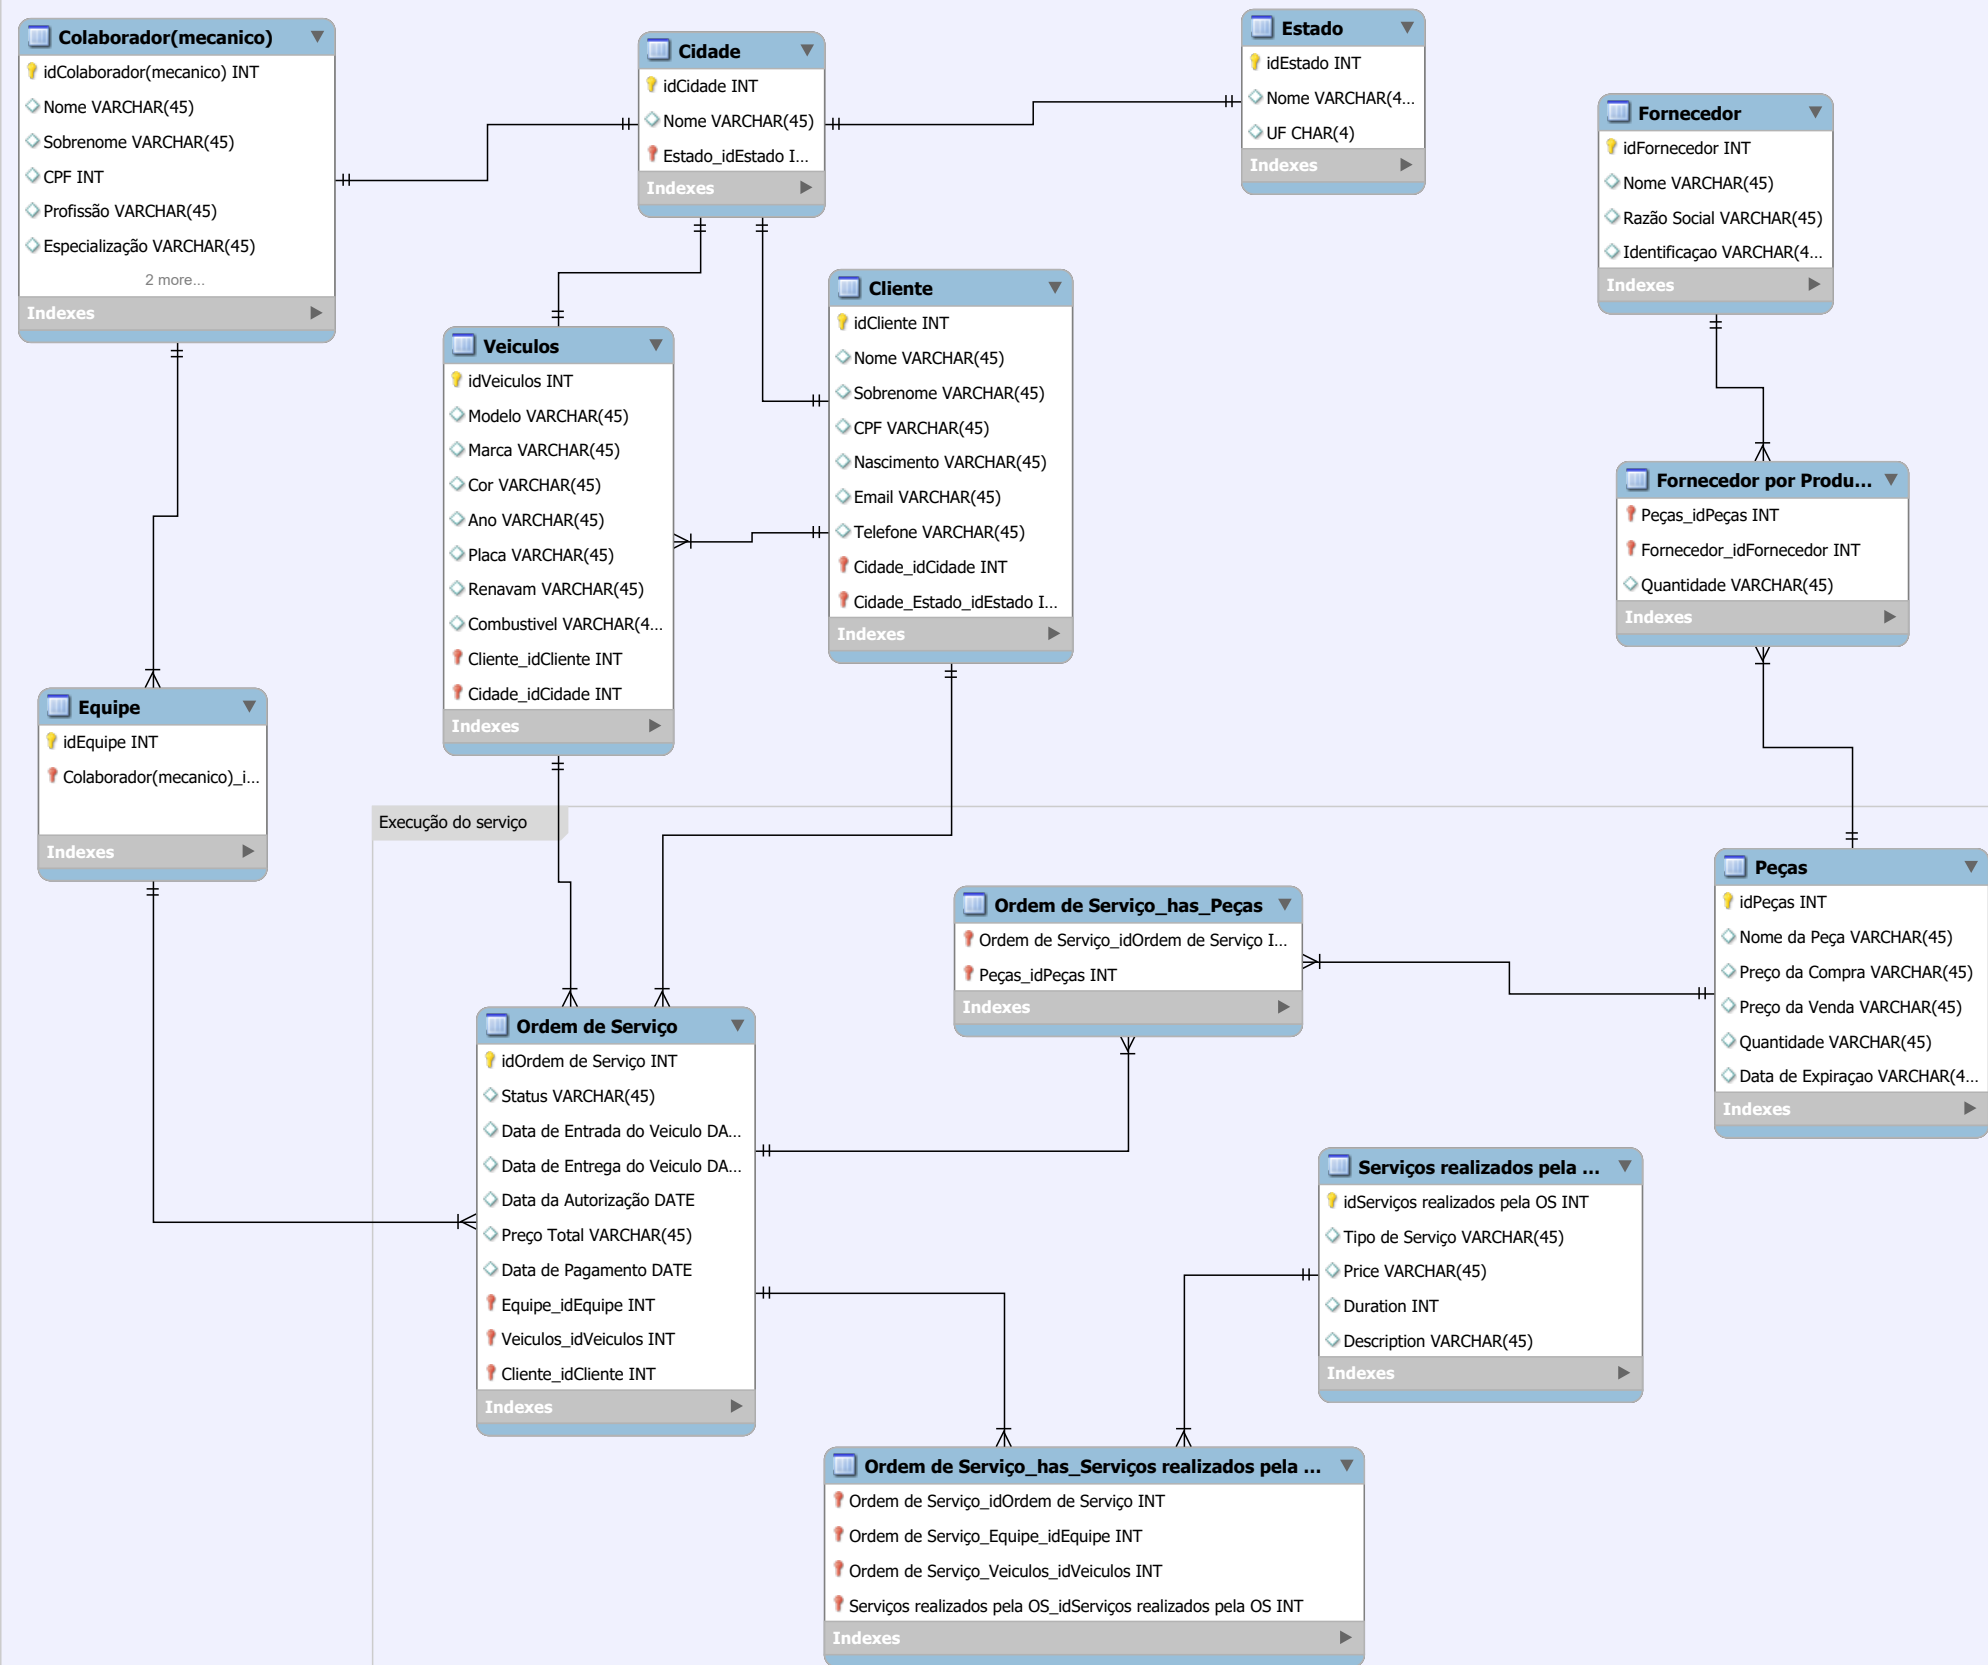 Colaborador(mecanico)
idColaborador(mecanico) INT
Nome VARCHAR(45)
Sobrenome VARCHAR(45)
CPF INT
Profissão VARCHAR(45)
Especialização VARCHAR(45)
2 more...
Indexes
Cidade
idCidade INT
Nome VARCHAR(45)
Estado_idEstado I...
Indexes
Estado
idEstado INT
Nome VARCHAR(4...
UF CHAR(4)
Indexes
Fornecedor
idFornecedor INT
Nome VARCHAR(45)
Razão Social VARCHAR(45)
Identificaçao VARCHAR(4...
Indexes
Veiculos
idVeiculos INT
Modelo VARCHAR(45)
Marca VARCHAR(45)
Cor VARCHAR(45)
Ano VARCHAR(45)
Placa VARCHAR(45)
Renavam VARCHAR(45)
Combustivel VARCHAR(4...
Cliente_idCliente INT
Cidade_idCidade INT
Indexes
Cliente
idCliente INT
Nome VARCHAR(45)
Sobrenome VARCHAR(45)
CPF VARCHAR(45)
Nascimento VARCHAR(45)
Email VARCHAR(45)
Telefone VARCHAR(45)
Cidade_idCidade INT
Cidade_Estado_idEstado I...
Indexes
Fornecedor por Produ...
Peças_idPeças INT
Fornecedor_idFornecedor INT
Quantidade VARCHAR(45)
Indexes
Equipe
idEquipe INT
Colaborador(mecanico)_i...
Indexes
Execução do serviço
Ordem de Serviço_has_Peças
Ordem de Serviço_idOrdem de Serviço I...
Peças_idPeças INT
Indexes
Peças
idPeças INT
Nome da Peça VARCHAR(45)
Preço da Compra VARCHAR(45)
Preço da Venda VARCHAR(45)
Quantidade VARCHAR(45)
Data de Expiraçao VARCHAR(4...
Indexes
Ordem de Serviço
idOrdem de Serviço INT
Status VARCHAR(45)
Data de Entrada do Veiculo DA...
Data de Entrega do Veiculo DA...
Data da Autorização DATE
Preço Total VARCHAR(45)
Data de Pagamento DATE
Equipe_idEquipe INT
Veiculos_idVeiculos INT
Cliente_idCliente INT
Indexes
Serviços realizados pela ...
idServiços realizados pela OS INT
Tipo de Serviço VARCHAR(45)
Price VARCHAR(45)
Duration INT
Description VARCHAR(45)
Indexes
Ordem de Serviço_has_Serviços realizados pela ...
Ordem de Serviço_idOrdem de Serviço INT
Ordem de Serviço_Equipe_idEquipe INT
Ordem de Serviço_Veiculos_idVeiculos INT
Serviços realizados pela OS_idServiços realizados pela OS INT
Indexes